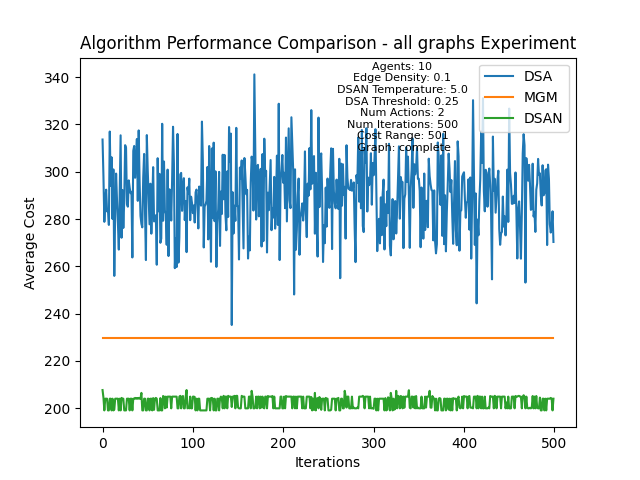 Algorithm Performance Comparison - all graphs Experiment
Agents: 10
Edge Density: 0.1
DSAN Temperature: 5.0
DSA Threshold: 0.25
Num Actions: 2
Num Iterations: 500
Cost Range: 501
Graph: complete
DSA
MGM
DSAN
Average Cost
340
320
300
280
260
240
220
200
0
100
200
300
400
500
Iterations